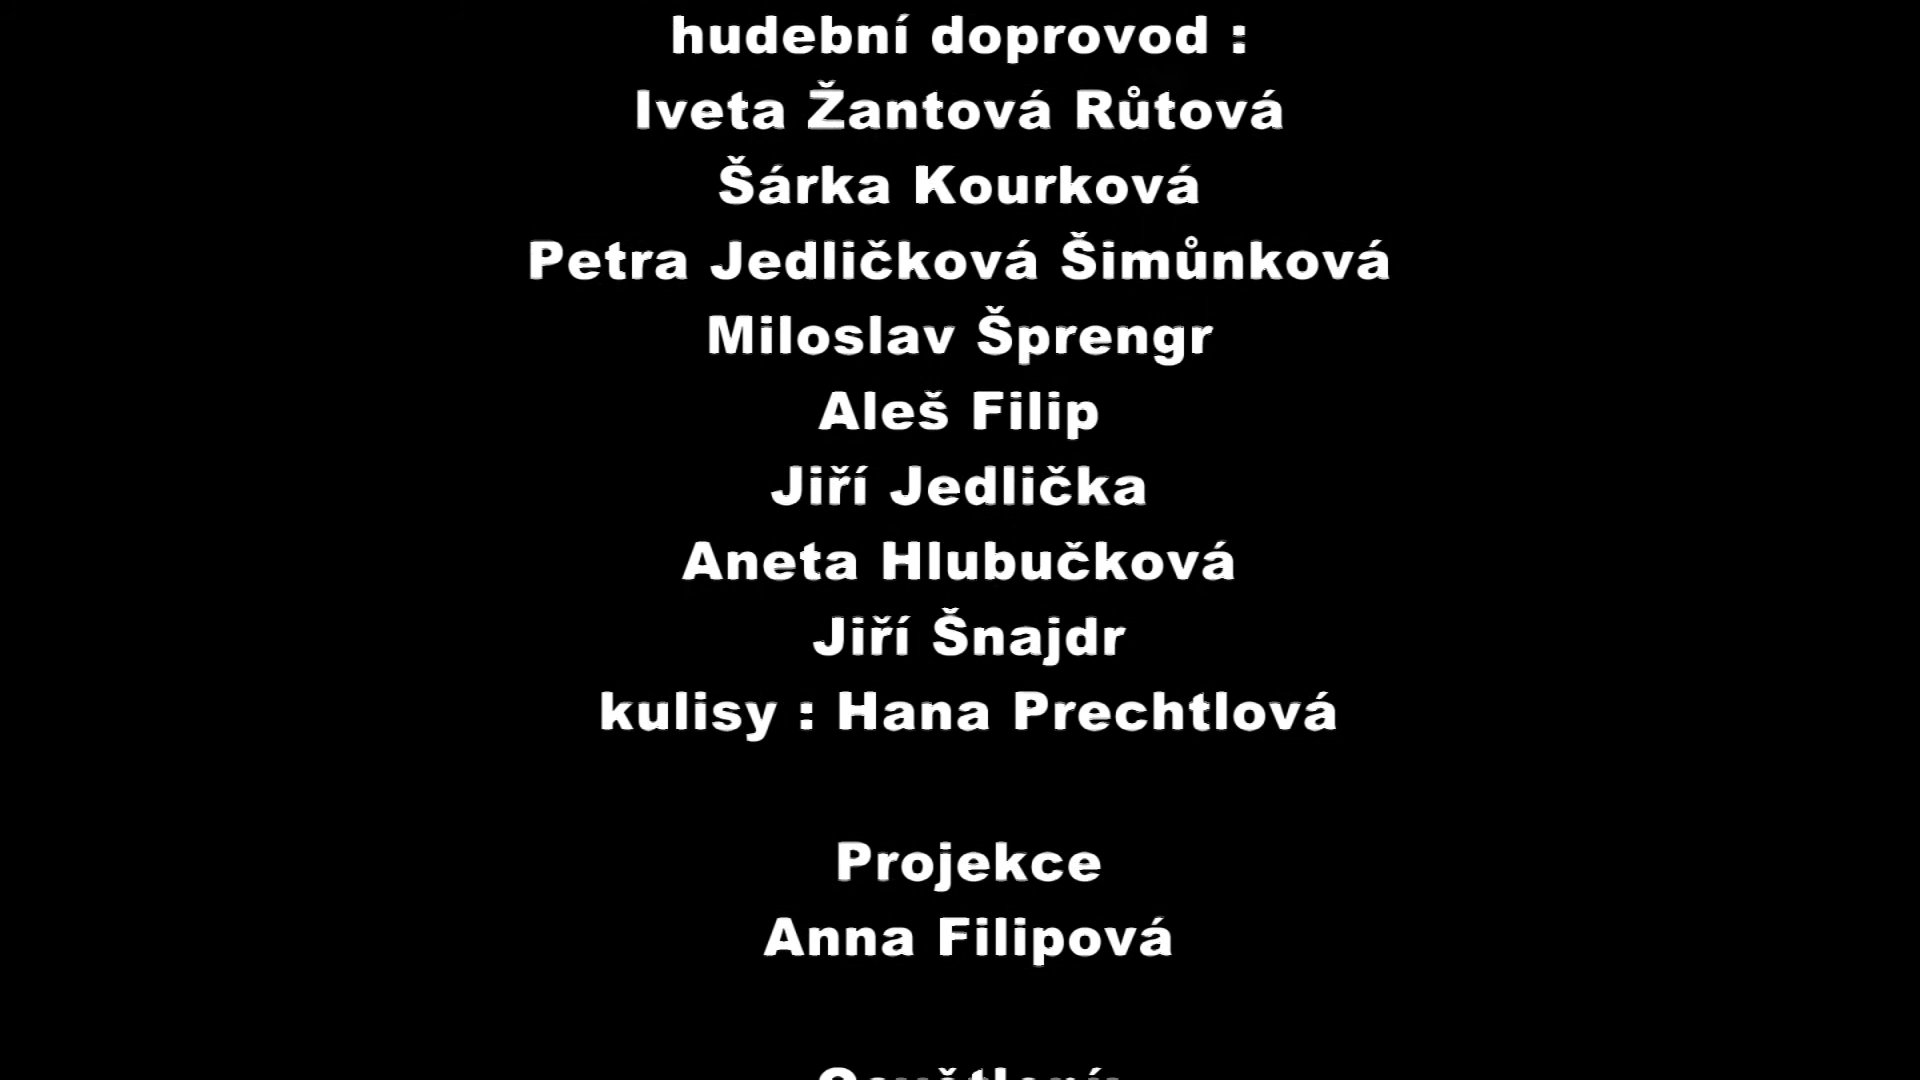 hudební doprovod :
Iveta Žantová Růtová
Šárka Kourková
Petra Jedličková Šimůnková
Miloslav Šprengr
Aleš Filip
Jiří Jedlička
Aneta Hlubučková
Jiří Šnajdr
kulisy : Hana Prechtlová
Projekce
Anna Filipová